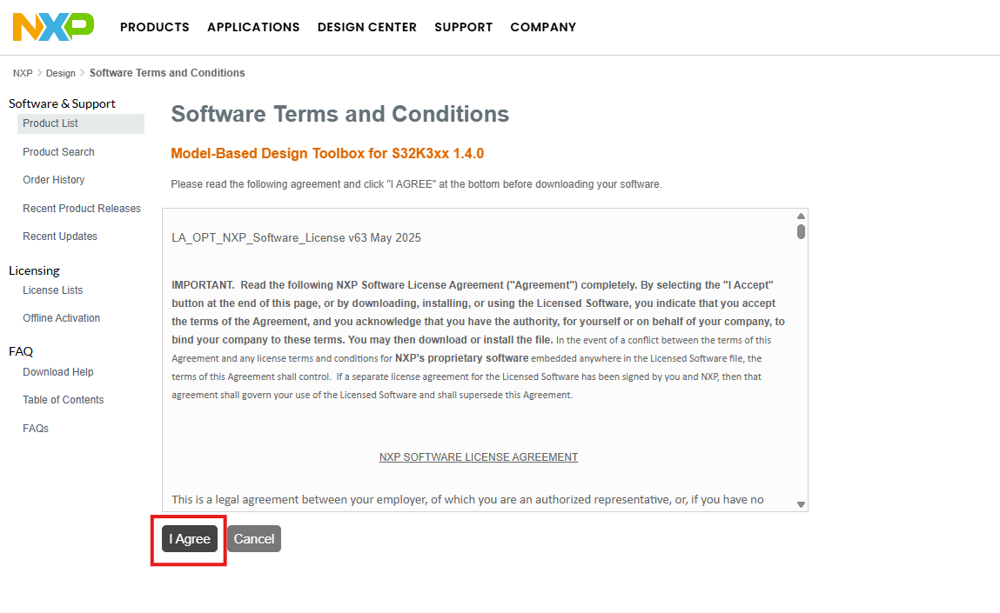 NXP
PRODUCTS APPLICATIONS DESIGN CENTER SUPPORT COMPANY
NXP > Design > Software Terms and Conditions
Software & Support
Product List
Product Search
Order History
Recent Product Releases
Recent Updates
Licensing
License Lists
Offline Activation
FAQ
Download Help
Table of Contents
FAQs
Software Terms and Conditions
Model-Based Design Toolbox for S32K3xx 1.4.0
Please read the following agreement and click "I AGREE" at the bottom before downloading your software.
LA_OPT_NXP_Software_License v63 May 2025
IMPORTANT.  Read the following NXP Software License Agreement ("Agreement") completely. By selecting the "I Accept"
button at the end of this page, or by downloading, installing, or using the Licensed Software, you indicate that you accept
the terms of the Agreement, and you acknowledge that you have the authority, for yourself or on behalf of your company, to
bind your company to these terms. You may then download or install the file. In the event of a conflict between the terms of this
Agreement and any license terms and conditions for NXP's proprietary software embedded anywhere in the Licensed Software file, the
terms of this Agreement shall control.  If a separate license agreement for the Licensed Software has been signed by you and NXP, then that
agreement shall govern your use of the Licensed Software and shall supersede this Agreement.
NXP SOFTWARE LICENSE AGREEMENT
This is a legal agreement between your employer, of which you are an authorized representative, or, if you have no
I Agree Cancel